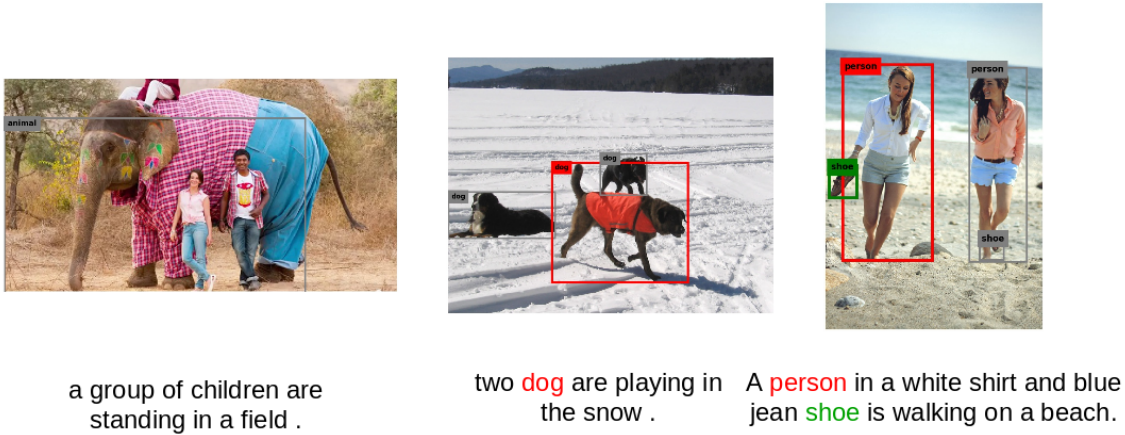 animal
a group of children are
standing in a field .
dog
dog
dog
two dog are playing in
the snow .
person
person
shoe
shoe
A person in a white shirt and blue
jean shoe is walking on a beach.